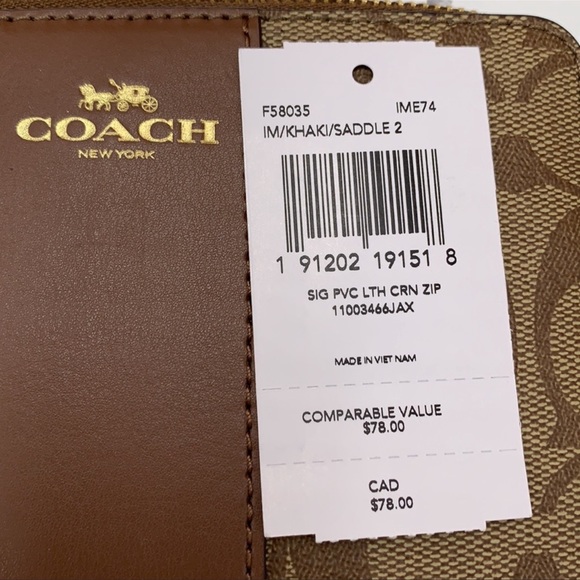 COACH
NEW YORK
F58035 IME74
IM/KHAKI/SADDLE 2
1 91202 19151 8
SIG PVC LTH CRN ZIP
11003466JAX
MADE IN VIET NAM
COMPARABLE VALUE
$78.00
CAD
$78.00